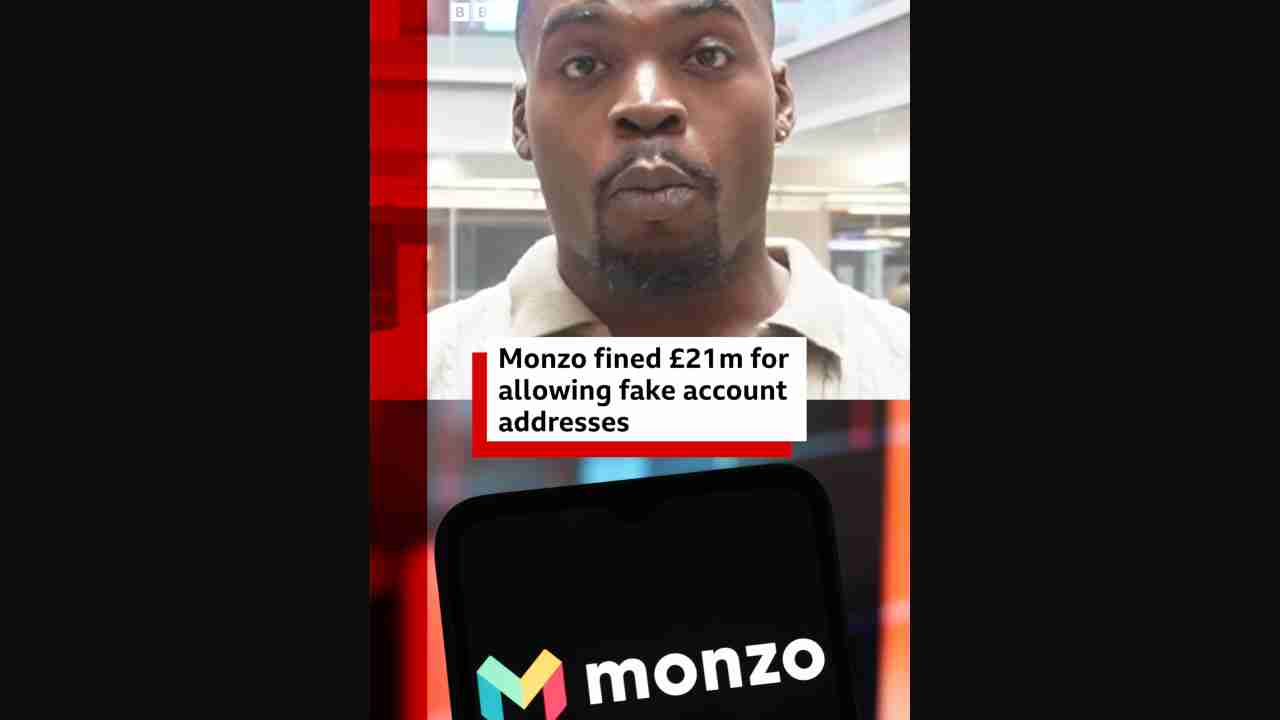 B B
Monzo fined £21m for
allowing fake account
addresses
monzo